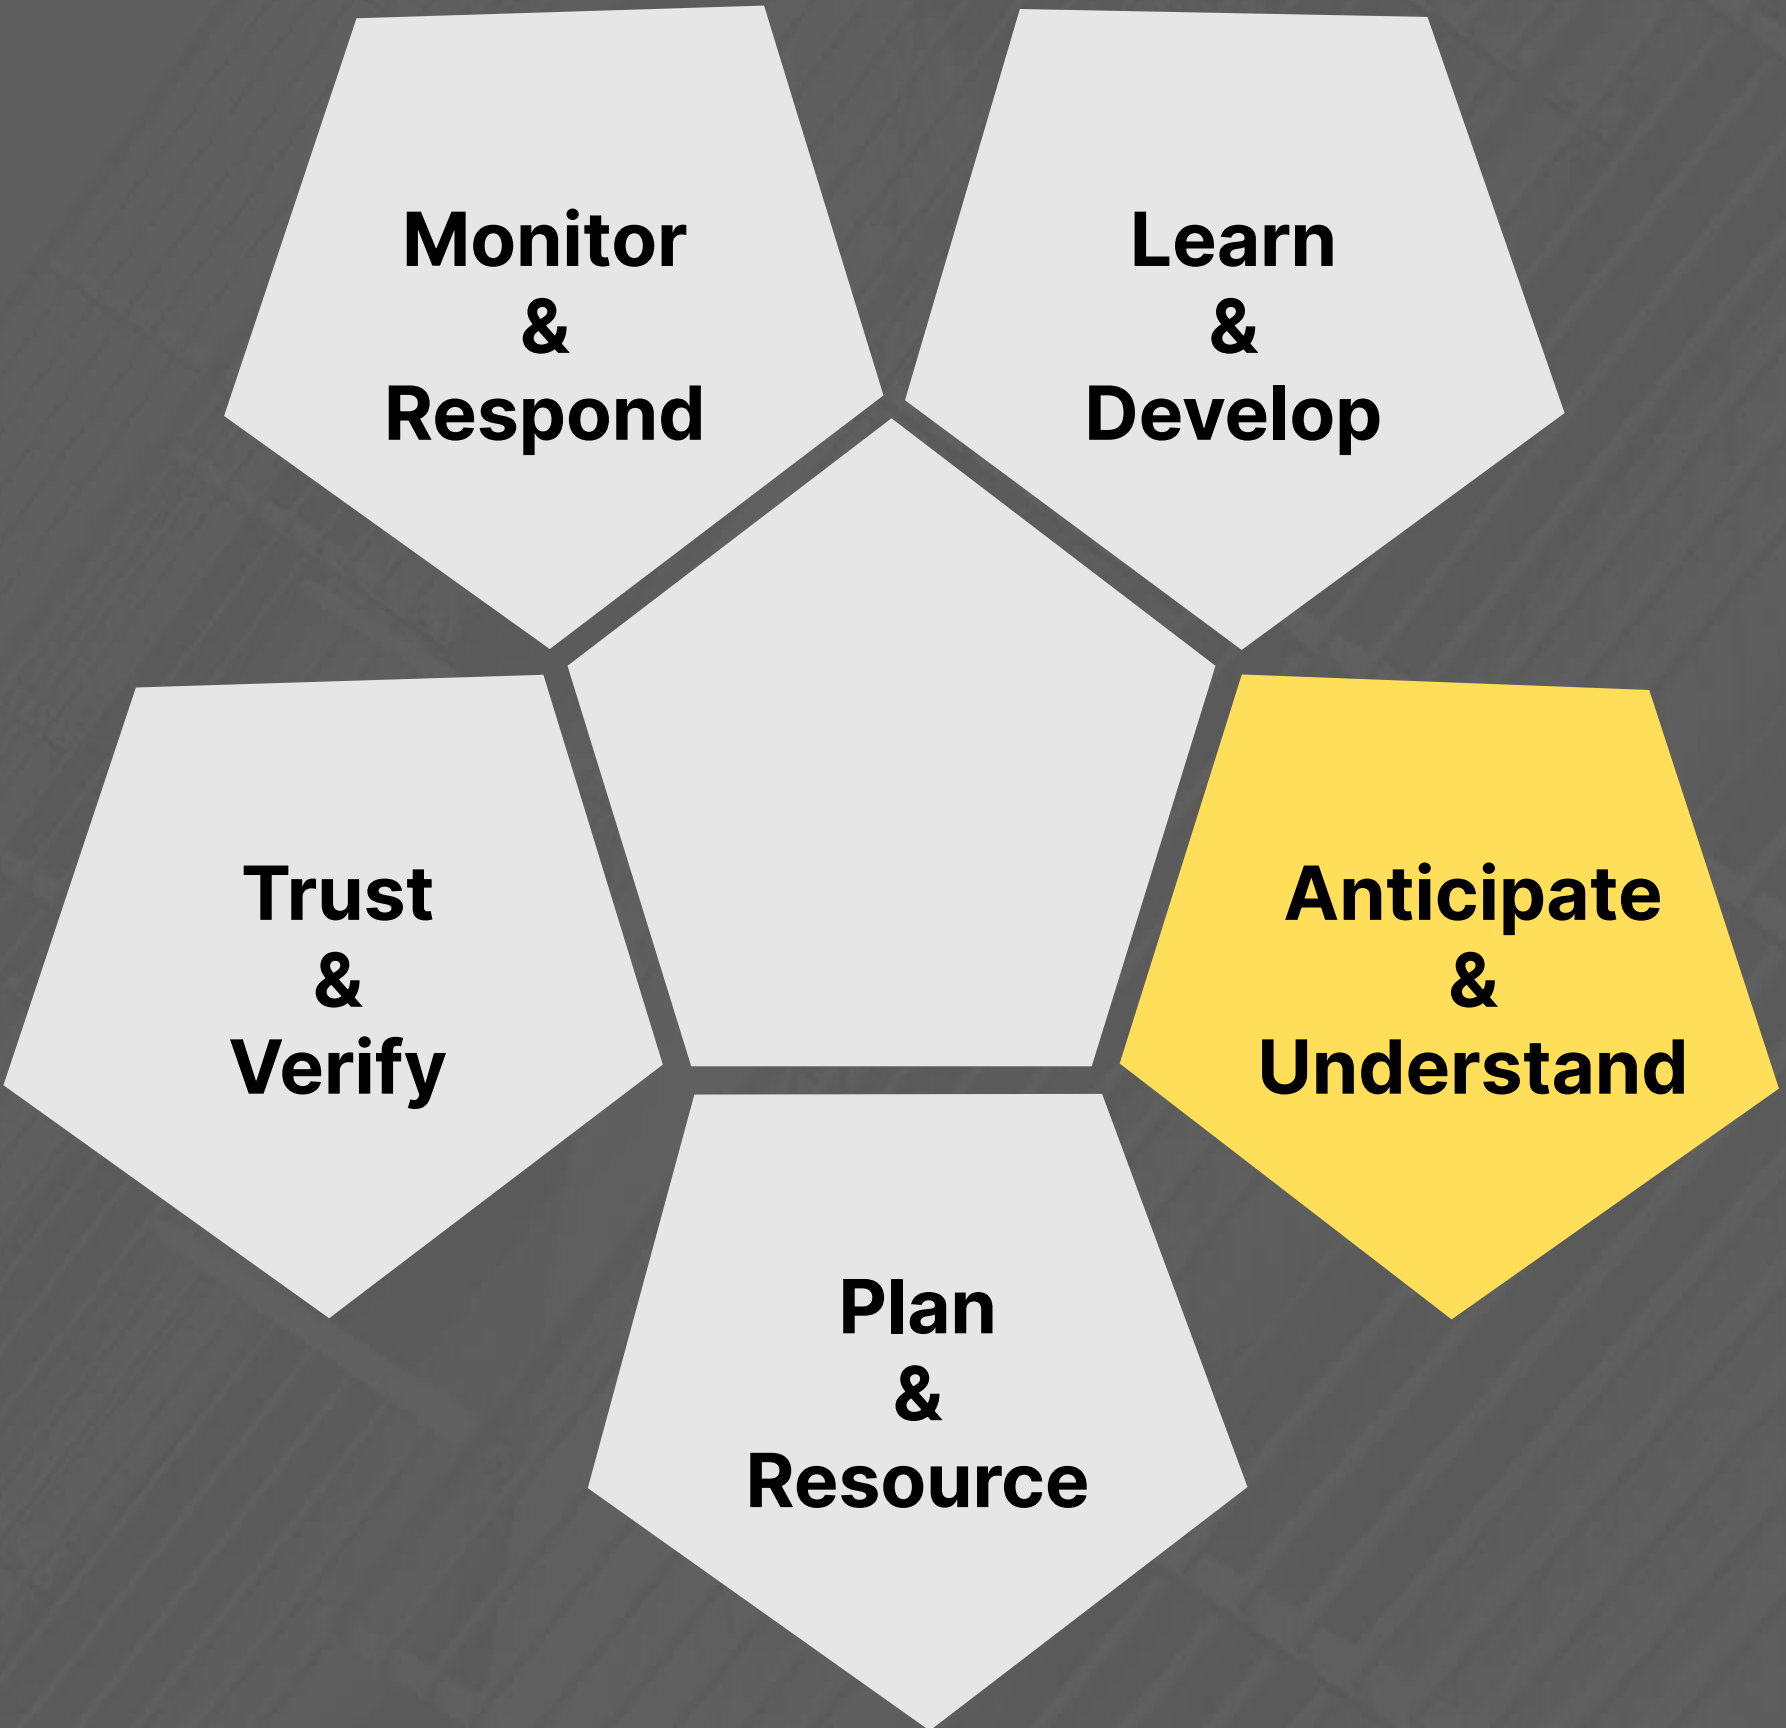 Monitor
&
Respond
Learn
&
Develop
Trust
&
Verify
Anticipate
&
Understand
Plan
&
Resource